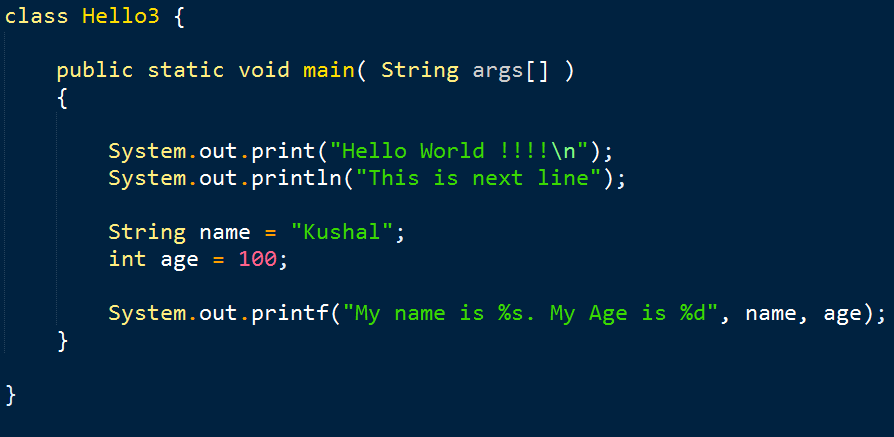 class Hello3 {
public static void main( String args[] )
{
System.out.print("Hello World !!!!\n");
System.out.println("This is next line");
String name = "Kushal";
int age = 100;
System.out.printf("My name is %s. My Age is %d", name, age);
}
}